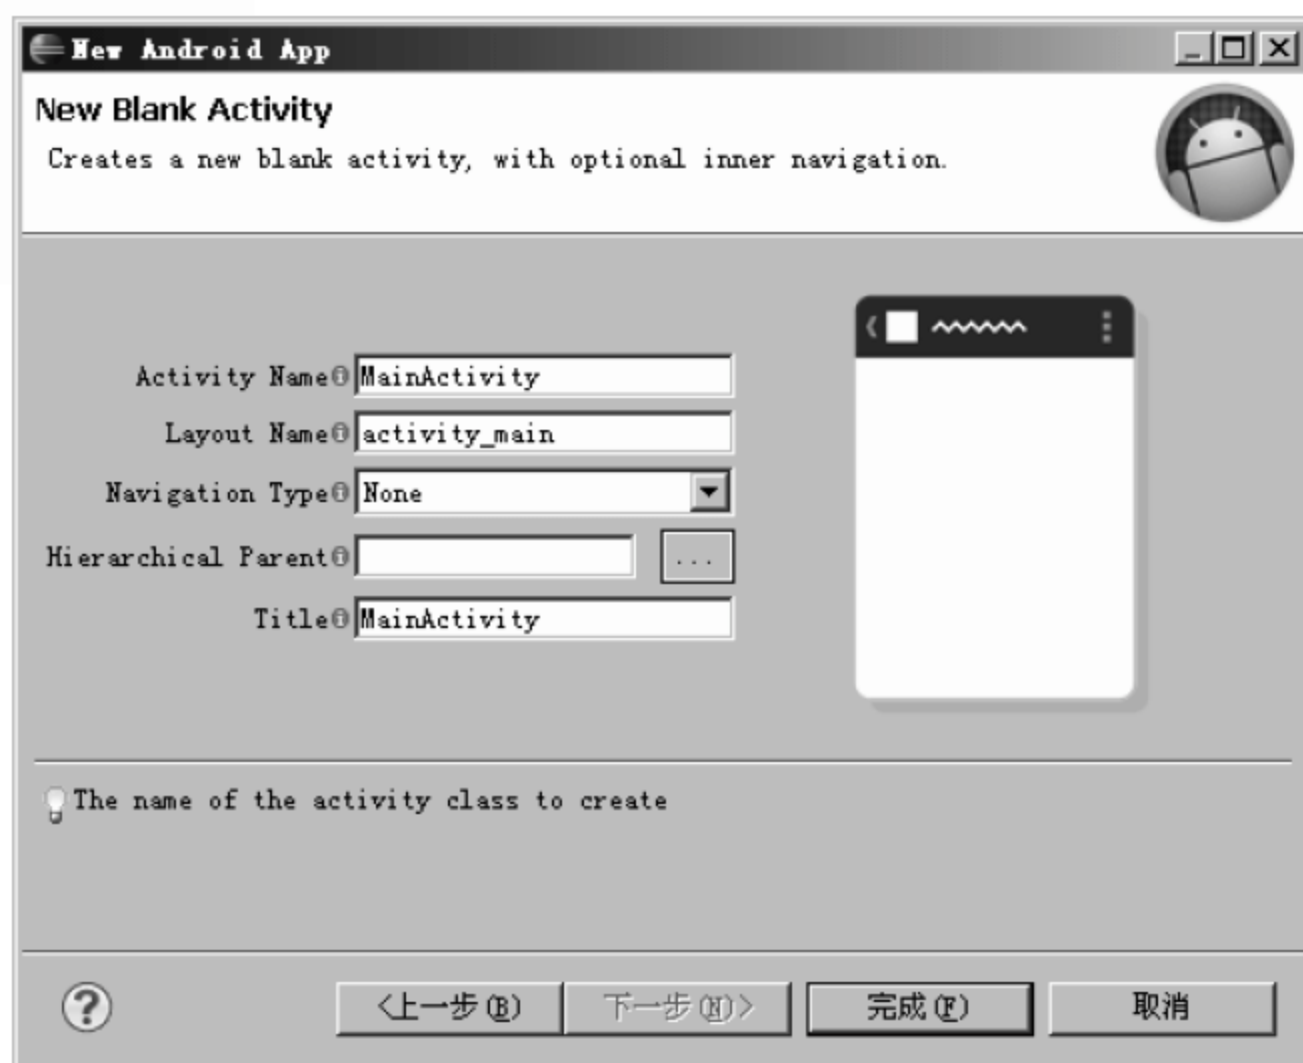 New Android App
New Blank Activity
Creates a new blank activity, with optional inner navigation.
Activity Name MainActivity
Layout Name activity_main
Navigation Type None
Hierarchical Parent ...
Title MainActivity
The name of the activity class to create
<上一步(B) 下一步(N)> 完成(F) 取消